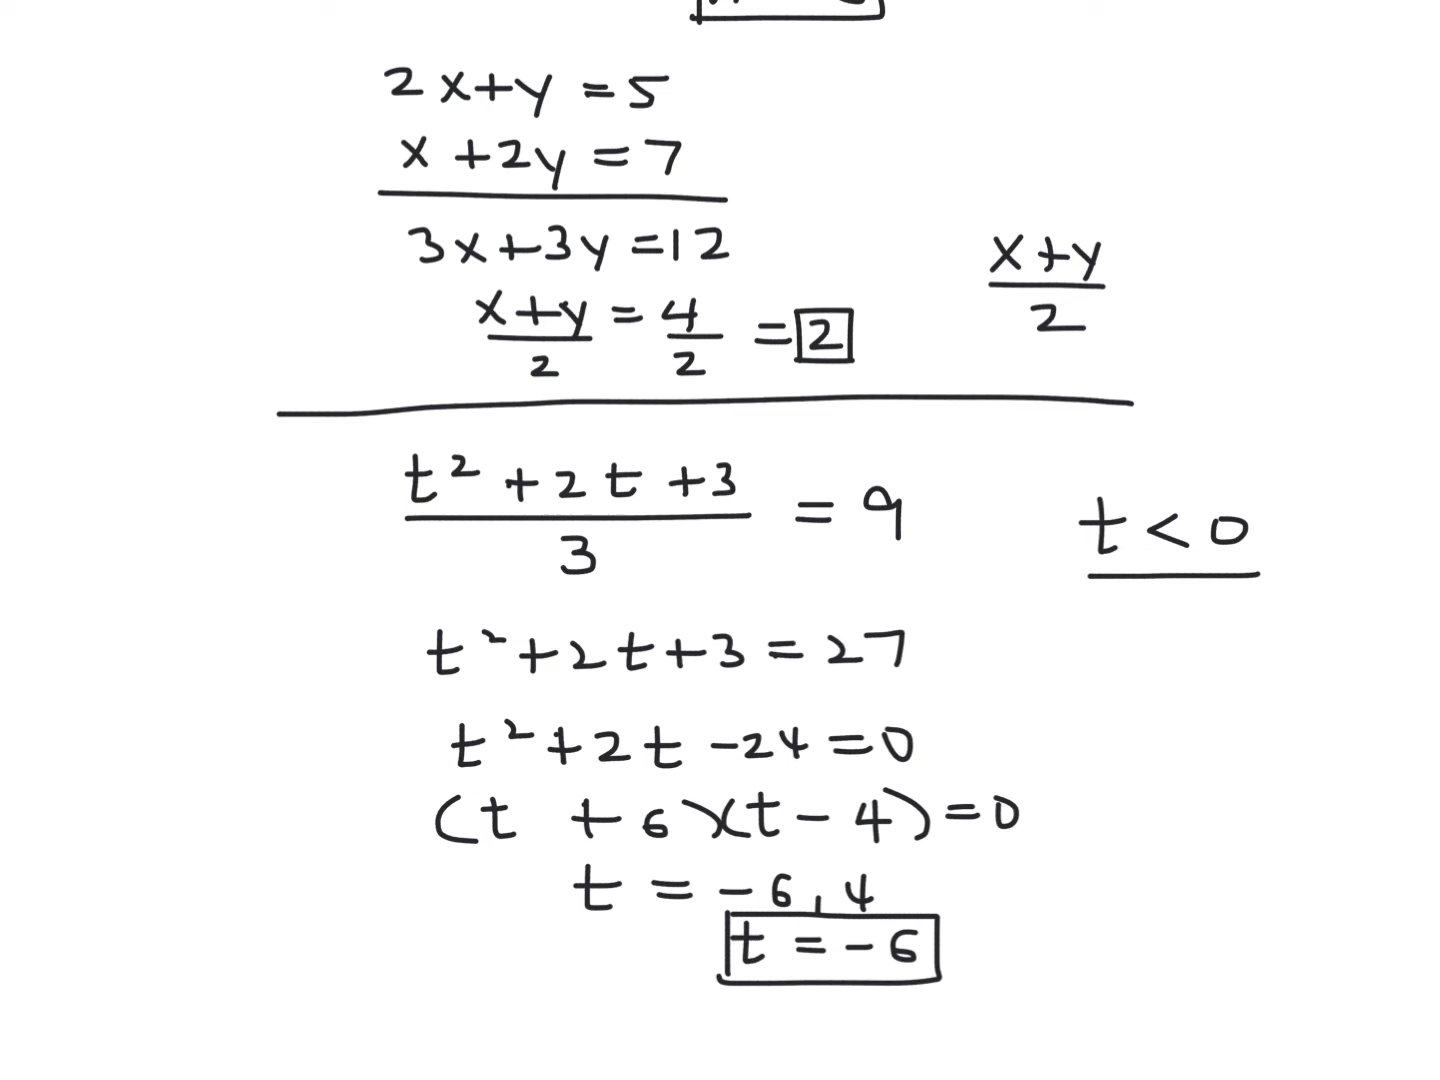 2x+y=5
x+2y=7
3x+3y=12
x+y/2 = 4/2 = 2
x+y/2
t²+2t+3/3 = 9
t<0
t²+2t+3=27
t²+2t-24=0
(t+6)(t-4)=0
t=-6,4
t=-6